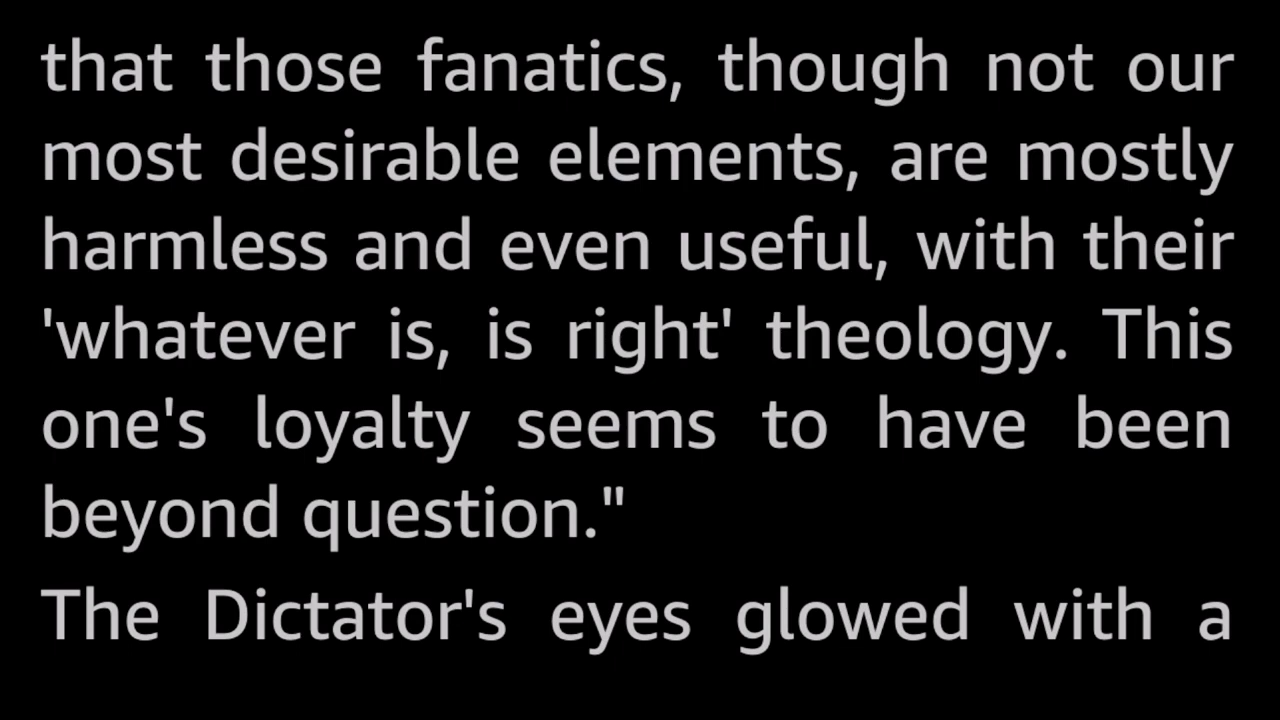 that those fanatics, though not our
most desirable elements, are mostly
harmless and even useful, with their
'whatever is, is right' theology. This
one's loyalty seems to have been
beyond question."
The Dictator's eyes glowed with a